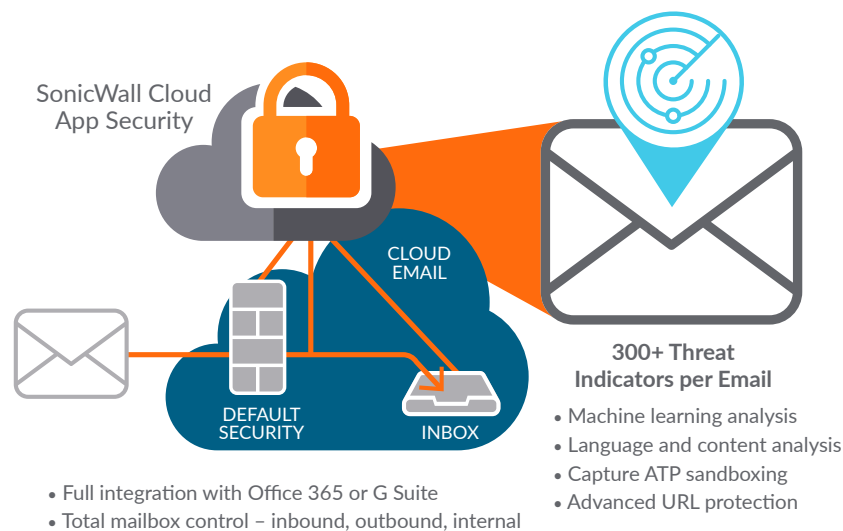 SonicWall Cloud
App Security
CLOUD
EMAIL
DEFAULT
SECURITY
INBOX
300+ Threat
Indicators per Email
• Machine learning analysis
• Language and content analysis
• Capture ATP sandboxing
• Advanced URL protection
• Full integration with Office 365 or G Suite
• Total mailbox control – inbound, outbound, internal